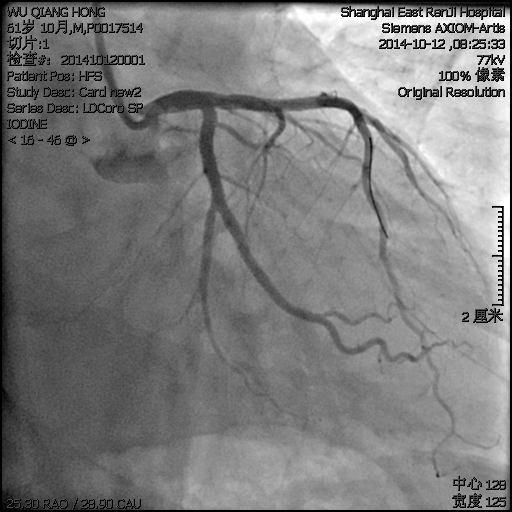 WU QIANG HONG
61岁 10月,M,P0017514
切片:1
检查#: 201410120001
Patient Pos: HFS
Study Desc: Card new2
Series Desc: LDCoro SP
IODINE
< 16 - 46 @ >
Shanghai East RenJi Hospital
Siemens AXIOM-Artis
2014-10-12 ,08:25:33
77kV
100% 像素
Original Resolution
2 厘米
25.30 RAO / 28.90 CAU
中心 128
宽度 125